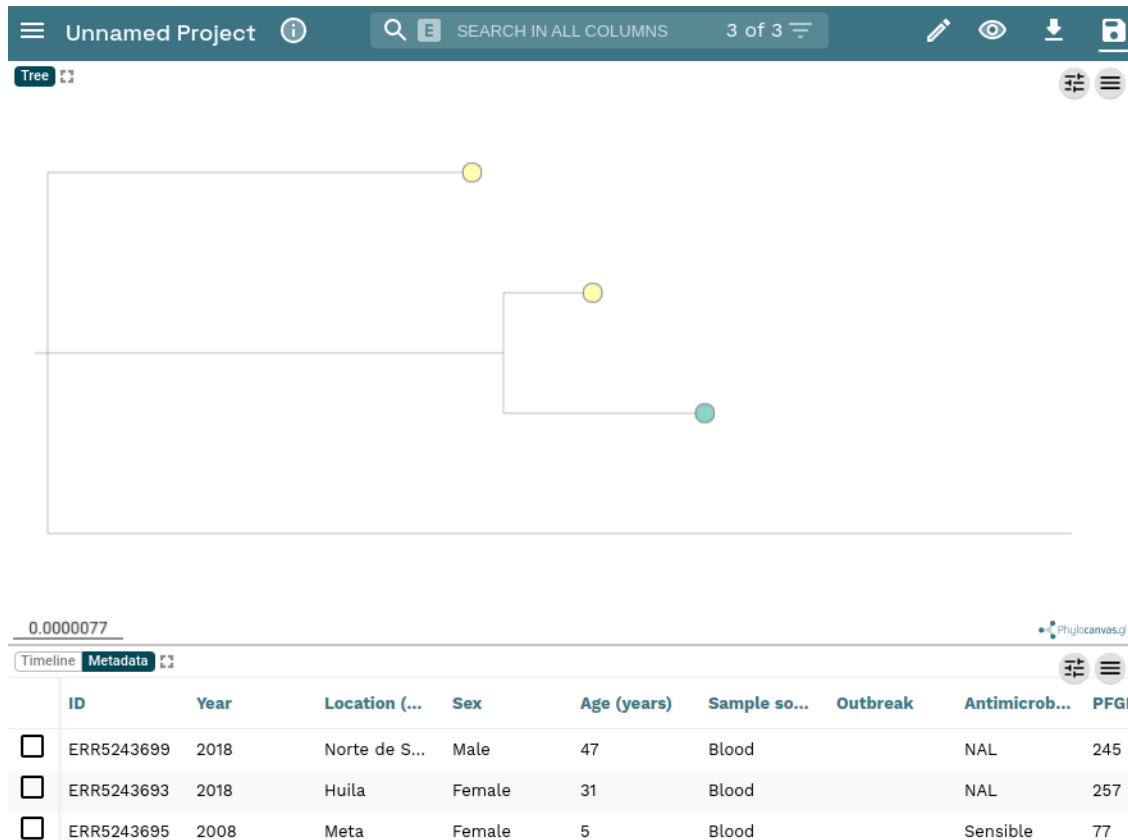 Unnamed Project E SEARCH IN ALL COLUMNS 3 of 3
Tree
0.0000077
Phylocanvas.gl
Timeline Metadata
ID Year Location (... Sex Age (years) Sample so... Outbreak Antimicrob...
ERR5243699 2018 Norte de S... Male 47 Blood NAL 245
ERR5243693 2018 Huila Female 31 Blood NAL 257
ERR5243695 2008 Meta Female 5 Blood Sensible 77